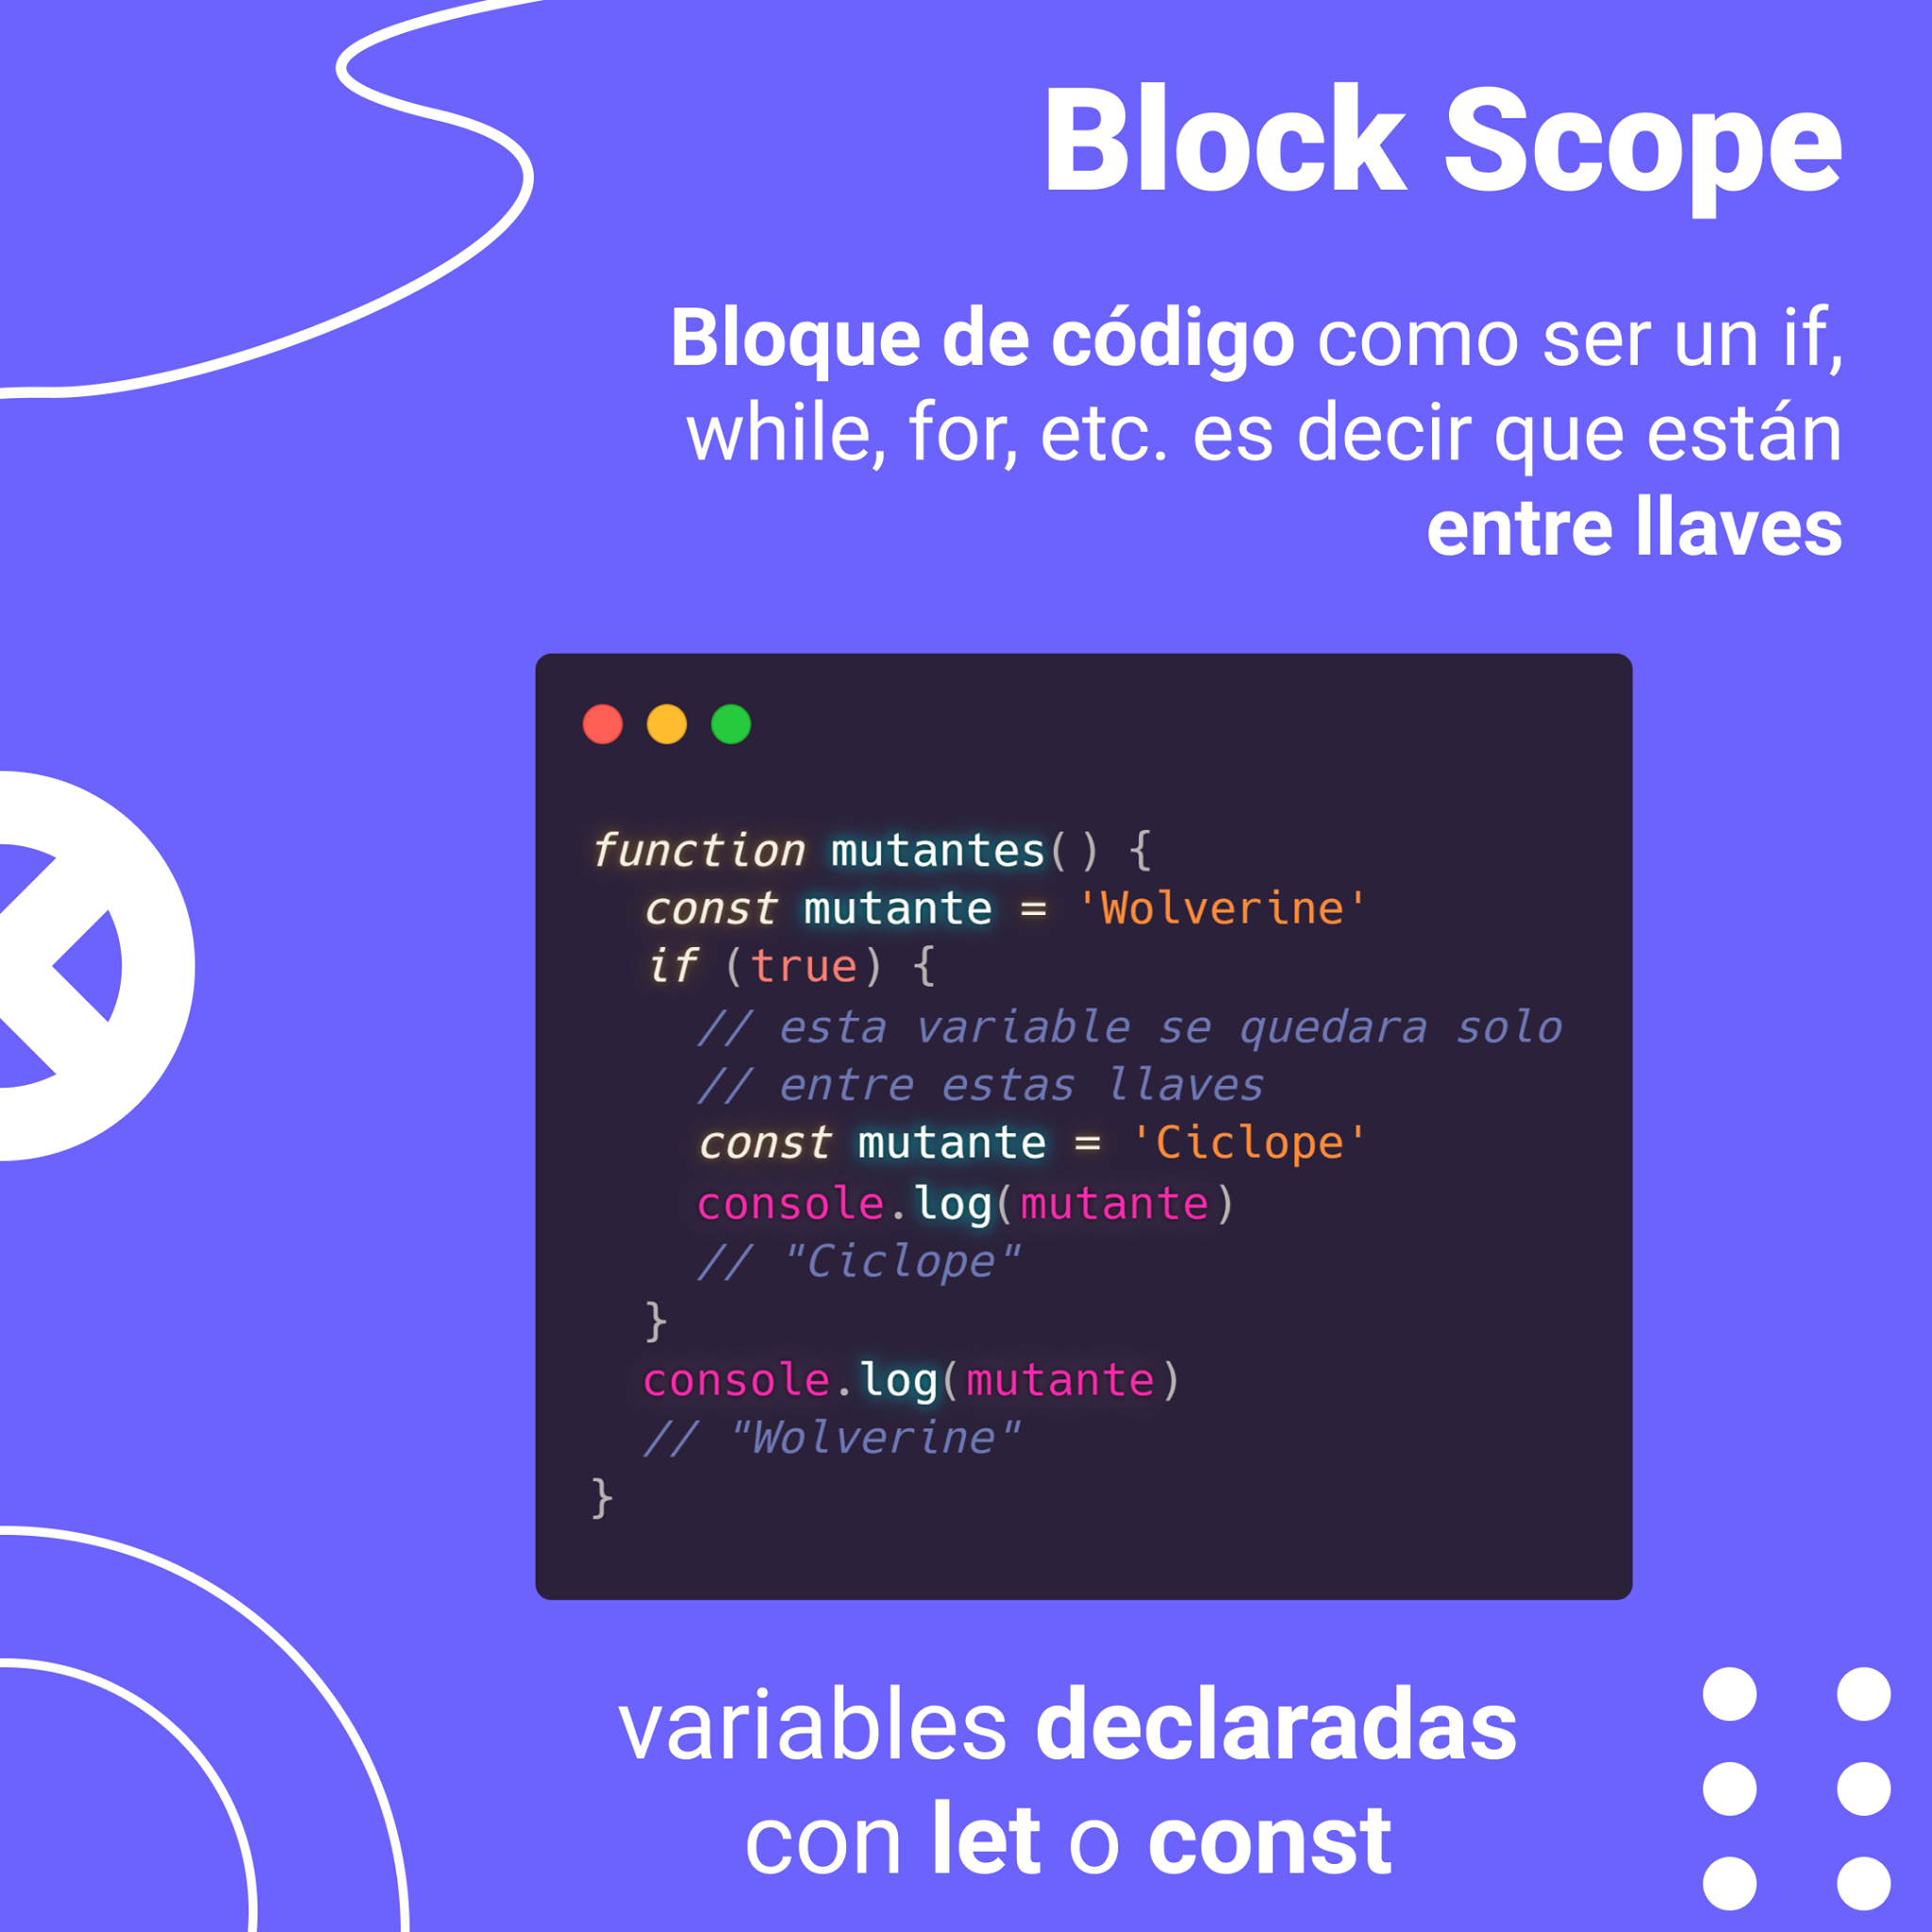 Block Scope
Bloque de código como ser un if,
while, for, etc. es decir que están
entre llaves
function mutantes() {
  const mutante = 'Wolverine'
  if (true) {
    // esta variable se quedara solo
    // entre estas llaves
    const mutante = 'Ciclope'
    console.log(mutante)
    // "Ciclope"
  }
  console.log(mutante)
  // "Wolverine"
}
variables declaradas
con let o const